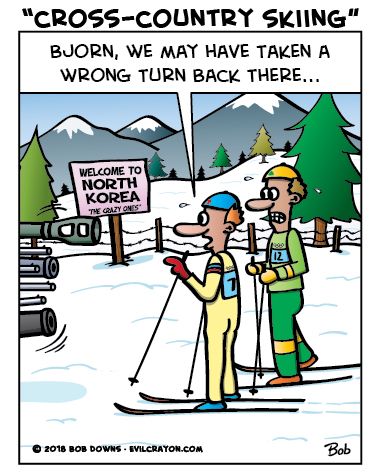 "CROSS-COUNTRY SKIING"
BJORN, WE MAY HAVE TAKEN A
WRONG TURN BACK THERE...
WELCOME TO
NORTH
KOREA
"THE CRAZY ONES"
7
12
© 2018 BOB DOWNS - EVILCRAYON.COM
Bob